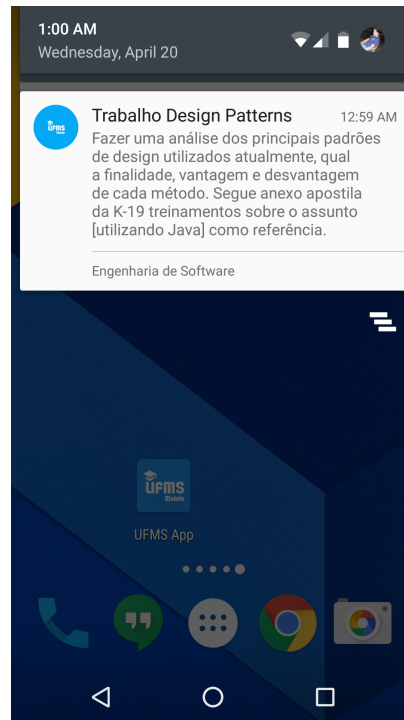 1:00 AM
Wednesday, April 20
UFMS
Trabalho Design Patterns 12:59 AM
Fazer uma análise dos principais padrões
de design utilizados atualmente, qual
a finalidade, vantagem e desvantagem
de cada método. Segue anexo apostila
da K-19 treinamentos sobre o assunto
[utilizando Java] como referência.
Engenharia de Software
UFMS
Mobile
UFMS App